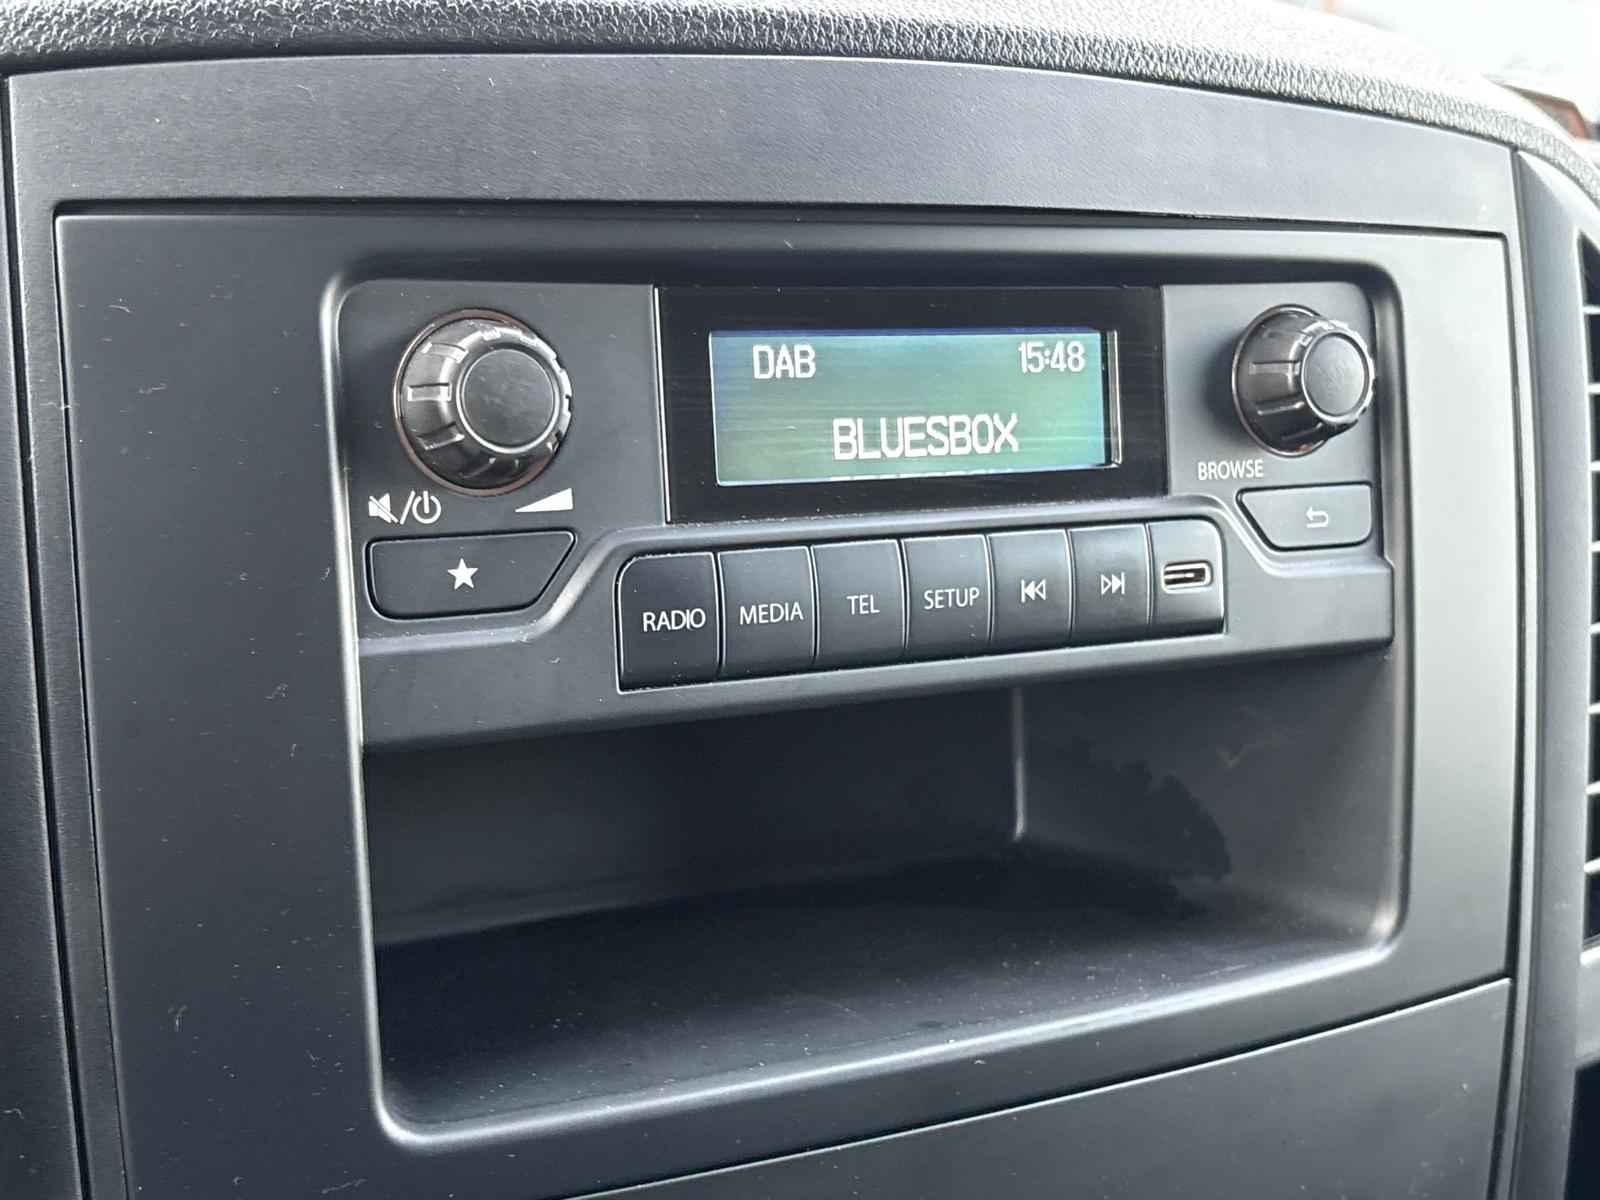 DAB 15:48
BLUESBOX
BROWSE
RADIO MEDIA TEL SETUP